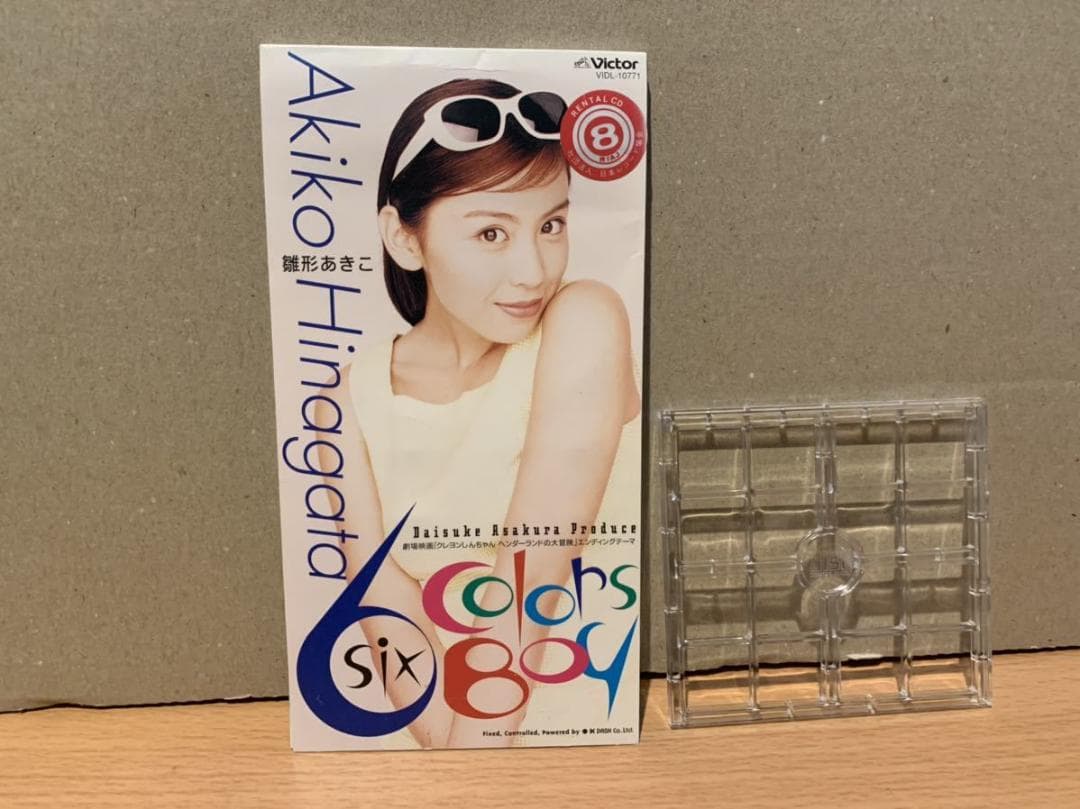 Victor
VIDL-10771
RENTAL CD
8
Akiko Hinagata
雛形あきこ
Daisuke Asakura Produce
劇場映画「クレヨンしんちゃん ヘンダーランドの大冒険」エンディングテーマ
6 six colors Boy
Fixed, Controlled, Powered by DASH Co.Ltd.